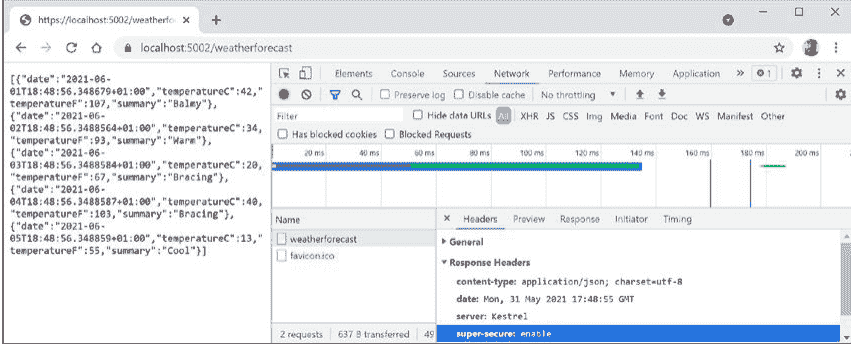 https://localhost:5002/weatherforecast
localhost:5002/weatherforecast
[{"date":"2021-06-
01T18:48:56.348679+01:00","temperatureC":42,"
temperatureF":107,"summary":"Balmy"},
{"date":"2021-06-
02T18:48:56.3488564+01:00","temperatureC":34,
"temperatureF":93,"summary":"Warm"},
{"date":"2021-06-
03T18:48:56.3488584+01:00","temperatureC":20,
"temperatureF":67,"summary":"Bracing"},
{"date":"2021-06-
04T18:48:56.3488587+01:00","temperatureC":40,
"temperatureF":103,"summary":"Bracing"},
{"date":"2021-06-
05T18:48:56.348859+01:00","temperatureC":13,"
temperatureF":55,"summary":"Cool"}]
Elements Console Sources Network Performance Memory Application » 1
Preserve log Disable cache No throttling
Filter Hide data URLs All XHR JS CSS Img Media Font Doc WS Manifest Other
Has blocked cookies Blocked Requests
20 ms 40 ms 60 ms 80 ms 100 ms 120 ms 140 ms 160 ms 180 ms 200 ms
Name
weatherforecast
favicon.ico
2 requests 637 B transferred 49
Headers Preview Response Initiator Timing
General
Response Headers
content-type: application/json; charset=utf-8
date: Mon, 31 May 2021 17:48:55 GMT
server: Kestrel
super-secure: enable